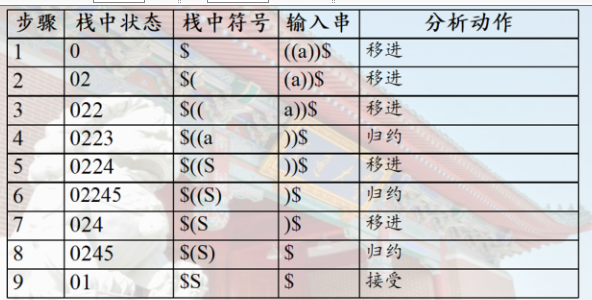 步骤 栈中状态 栈中符号 输入串 分析动作
1 0 $ ((a))$ 移进
2 02 $( (a))$ 移进
3 022 $(( a))$ 移进
4 0223 $((a ))$ 归约
5 0224 $((S ))$ 移进
6 02245 $((S) )$ 归约
7 024 $(S )$ 移进
8 0245 $(S) $ 归约
9 01 $S $ 接受